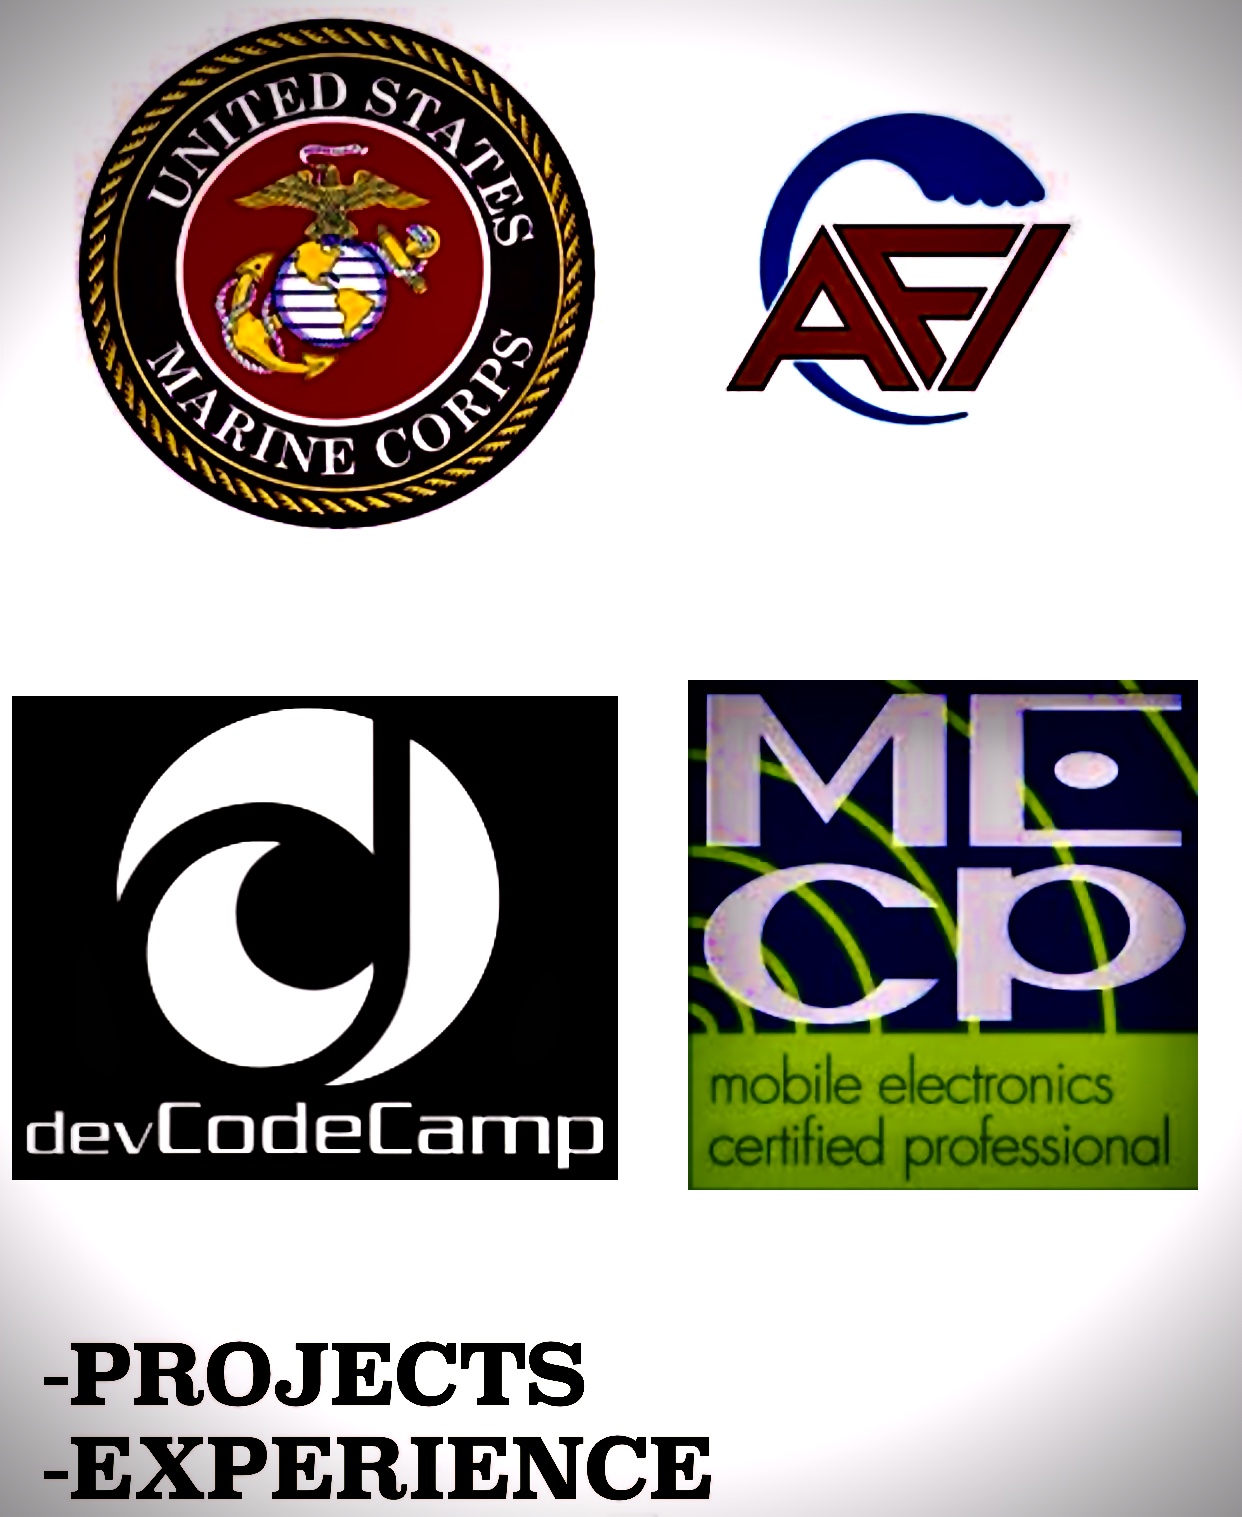 UNITED STATES
MARINE CORPS
AFI
devCodeCamp
ME
CP
mobile electronics
certified professional
-PROJECTS
-EXPERIENCE